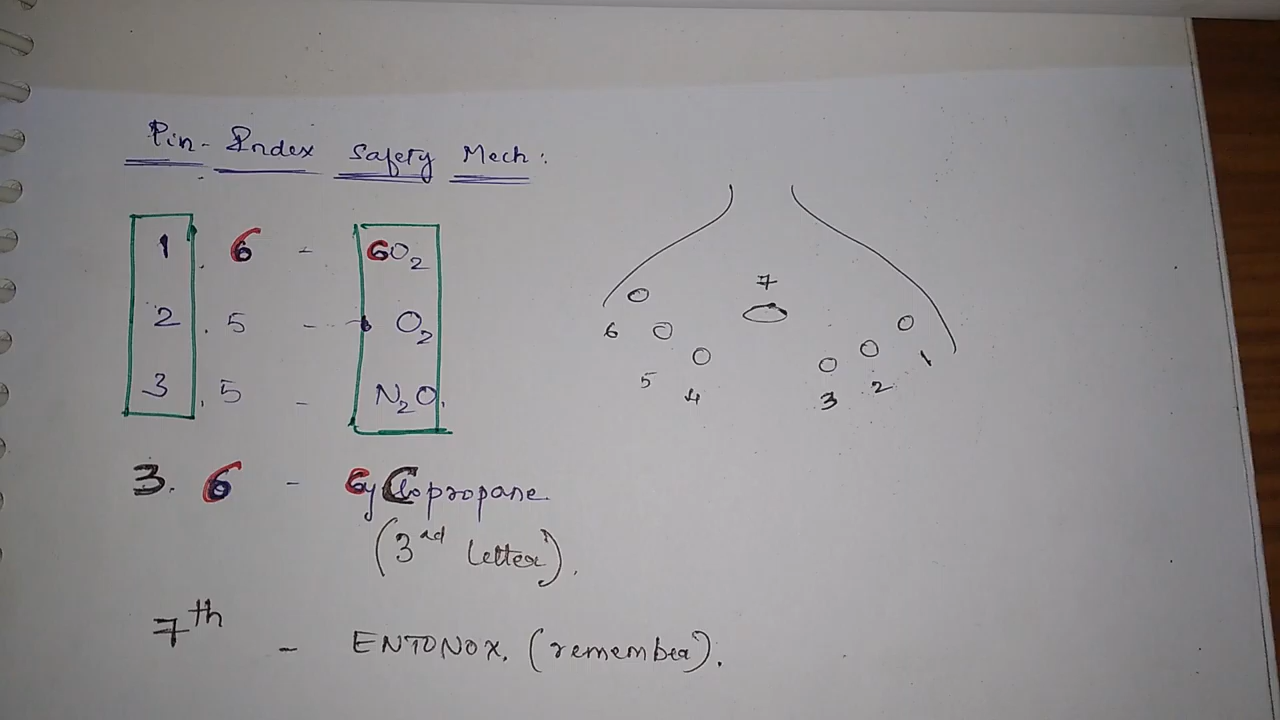 Pin-Index Safety Mech:
1. 6 - CO2
2. 5 - O2
3. 5 - N2O.
3. 6 - CyClopropane
(3rd letter).
7th - ENTONOX. (remember).
7
6
5
4
3
2
1